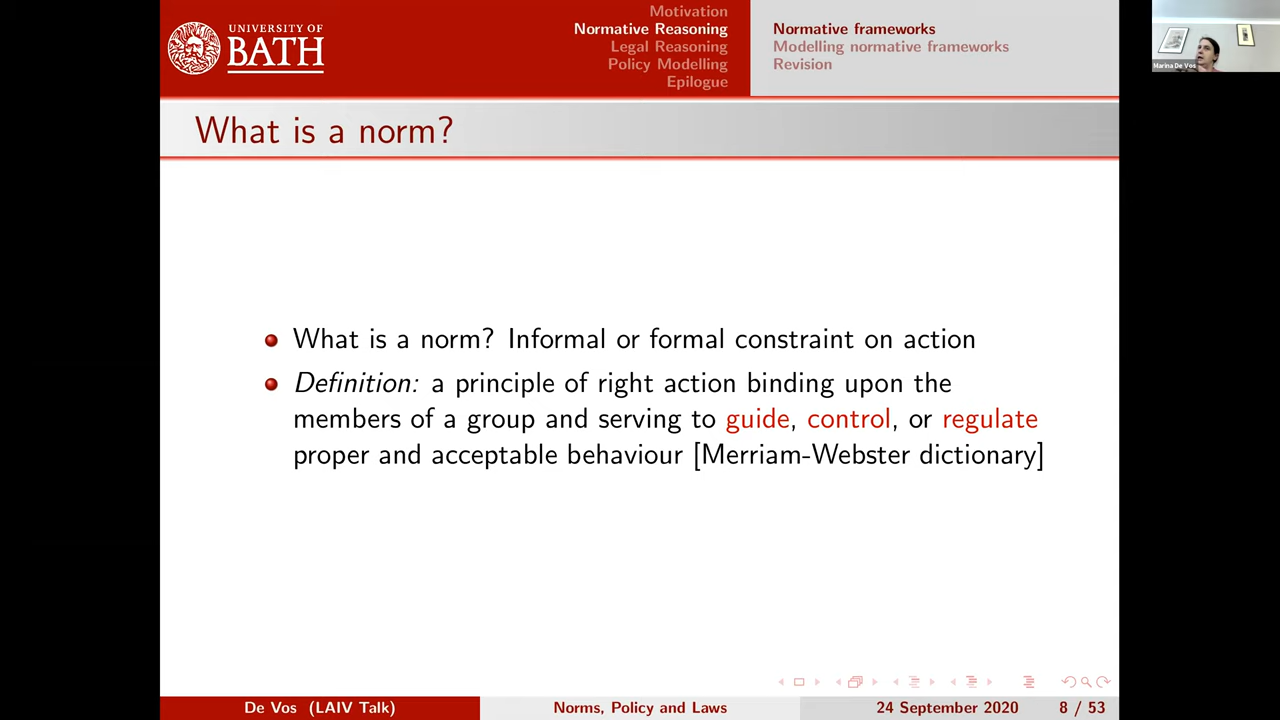 UNIVERSITY OF
BATH
Motivation
Normative Reasoning
Legal Reasoning
Policy Modelling
Epilogue
Normative frameworks
Modelling normative frameworks
Revision
Marina De Vos
What is a norm?
What is a norm? Informal or formal constraint on action
Definition: a principle of right action binding upon the
members of a group and serving to guide, control, or regulate
proper and acceptable behaviour [Merriam-Webster dictionary]
De Vos (LAIV Talk)
Norms, Policy and Laws
24 September 2020
8 / 53